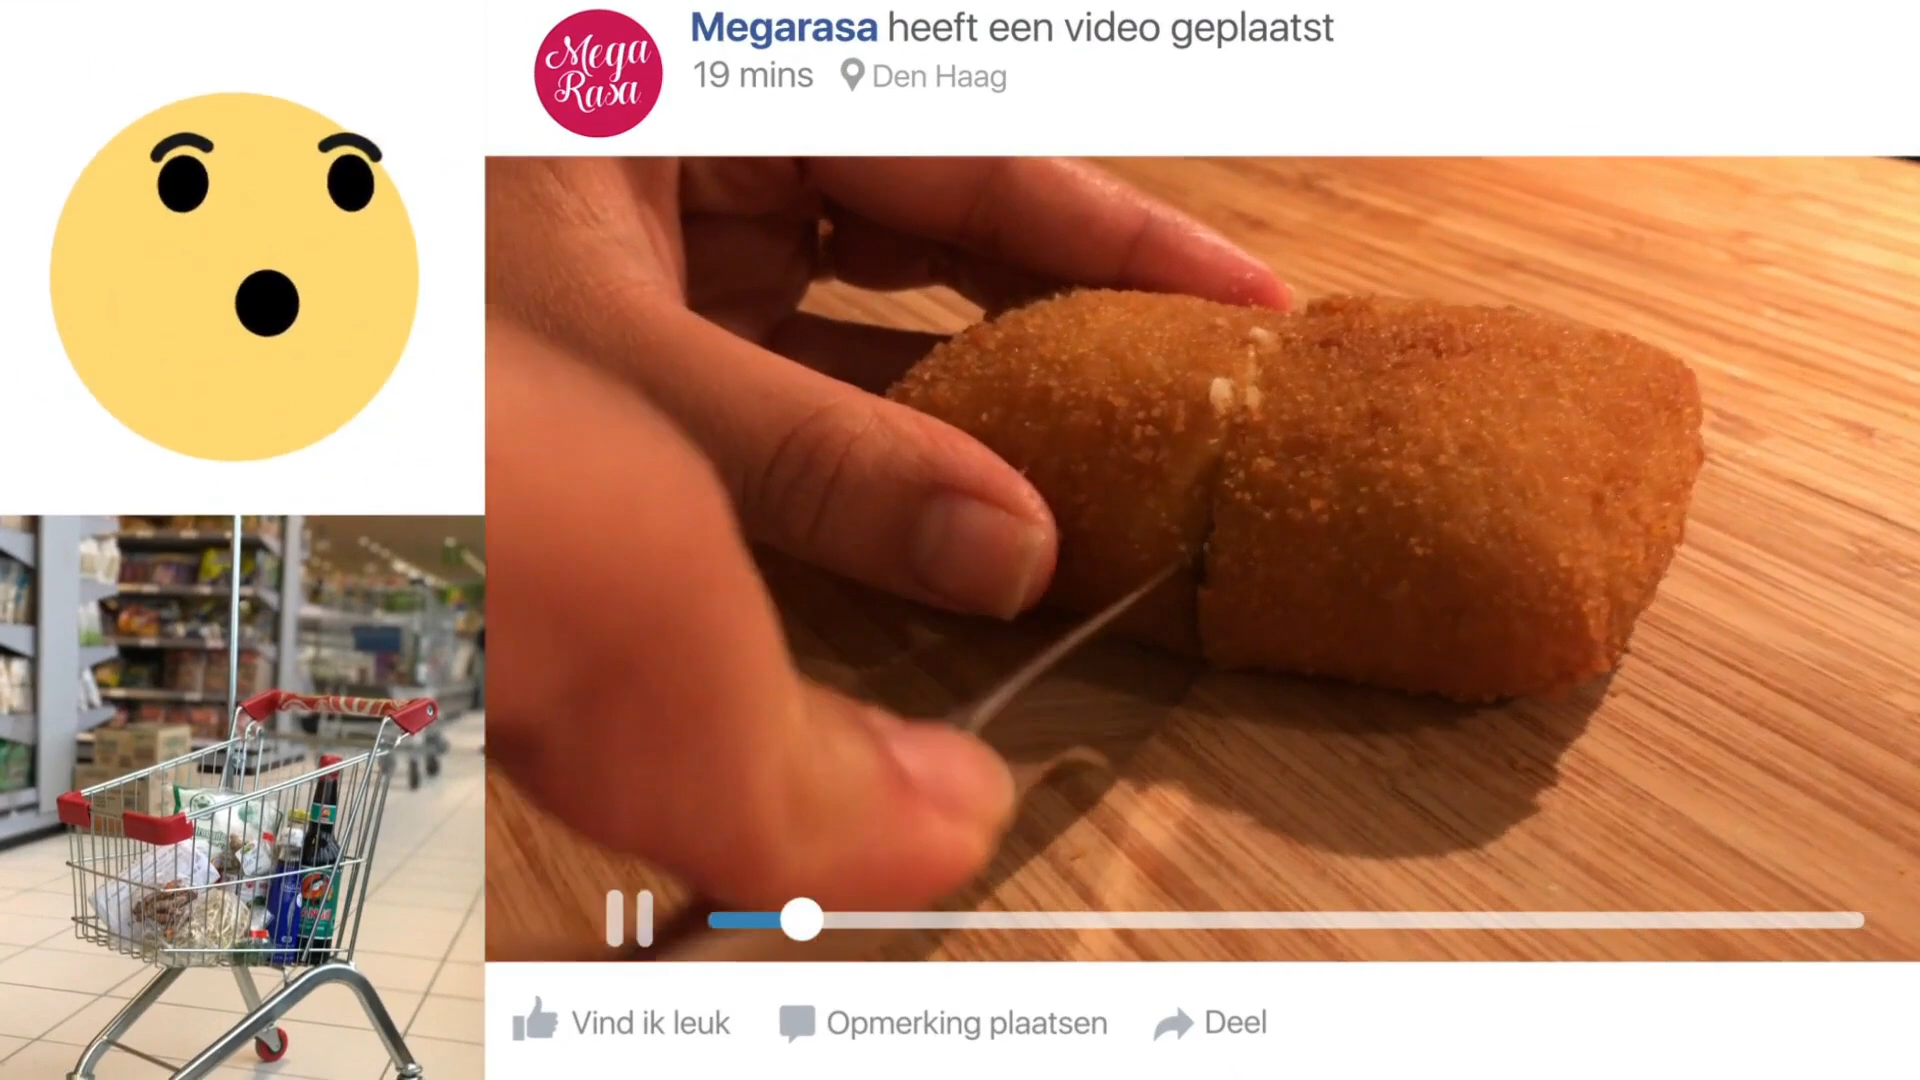 Mega
Rasa
Megarasa heeft een video geplaatst
19 mins Den Haag
Vind ik leuk Opmerking plaatsen Deel